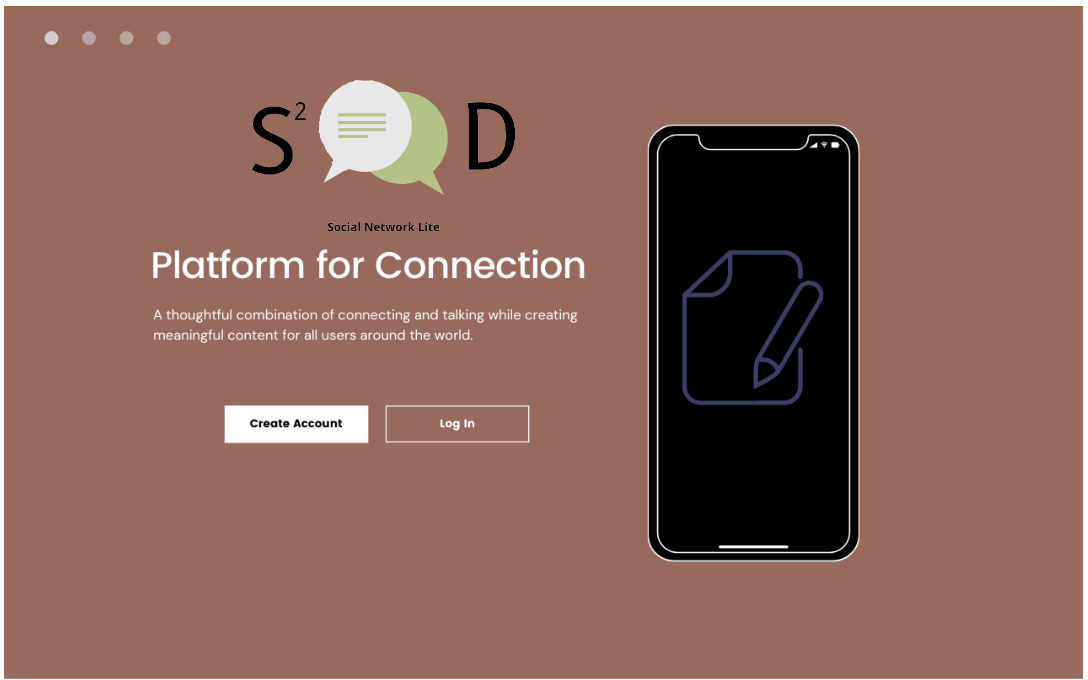 S² D
Social Network Lite
Platform for Connection
A thoughtful combination of connecting and talking while creating
meaningful content for all users around the world.
Create Account
Log In